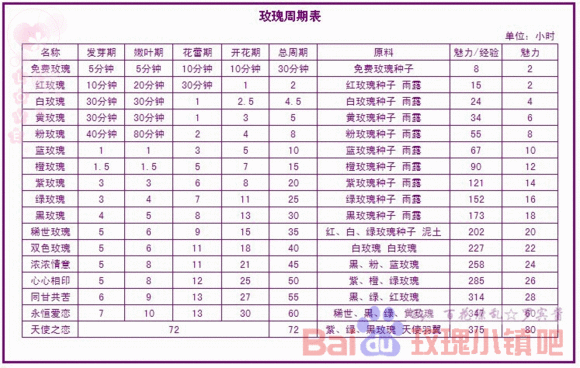 玫瑰周期表
单位：小时
名称 发芽期 嫩叶期 花蕾期 开花期 总周期 原料 魅力/经验 魅力
免费玫瑰 5分钟 5分钟 10分钟 10分钟 30分钟 免费玫瑰种子 8 2
红玫瑰 10分钟 20分钟 30分钟 1 2 红玫瑰种子 雨露 15 2
白玫瑰 30分钟 30分钟 1 2.5 4.5 白玫瑰种子 雨露 24 4
黄玫瑰 30分钟 30分钟 1 3 5 黄玫瑰种子 雨露 34 6
粉玫瑰 40分钟 80分钟 2 4 8 粉玫瑰种子 雨露 55 8
蓝玫瑰 1 1 3 5 10 蓝玫瑰种子 雨露 67 10
橙玫瑰 1.5 1.5 5 7 15 橙玫瑰种子 雨露 90 12
紫玫瑰 3 3 6 8 20 紫玫瑰种子 雨露 121 14
绿玫瑰 3 4 7 11 25 绿玫瑰种子 雨露 152 16
黑玫瑰 4 5 8 13 30 黑玫瑰种子 雨露 173 18
稀世玫瑰 5 6 9 15 35 红、白、绿玫瑰种子 泥土 202 20
双色玫瑰 5 6 11 18 40 白玫瑰 白玫瑰 227 22
浓浓情意 5 8 11 21 45 黑、粉、蓝玫瑰 258 24
心心相印 5 8 12 25 50 紫、橙、绿玫瑰 285 26
同甘共苦 6 9 13 27 55 黑、绿、红玫瑰 314 28
永恒爱恋 7 10 13 30 60 稀世、黑、绿、黄玫瑰 347 60
天使之恋 72 72 紫、绿、黑玫瑰 天使羽翼 375 80
Bai du 玫瑰小镇吧